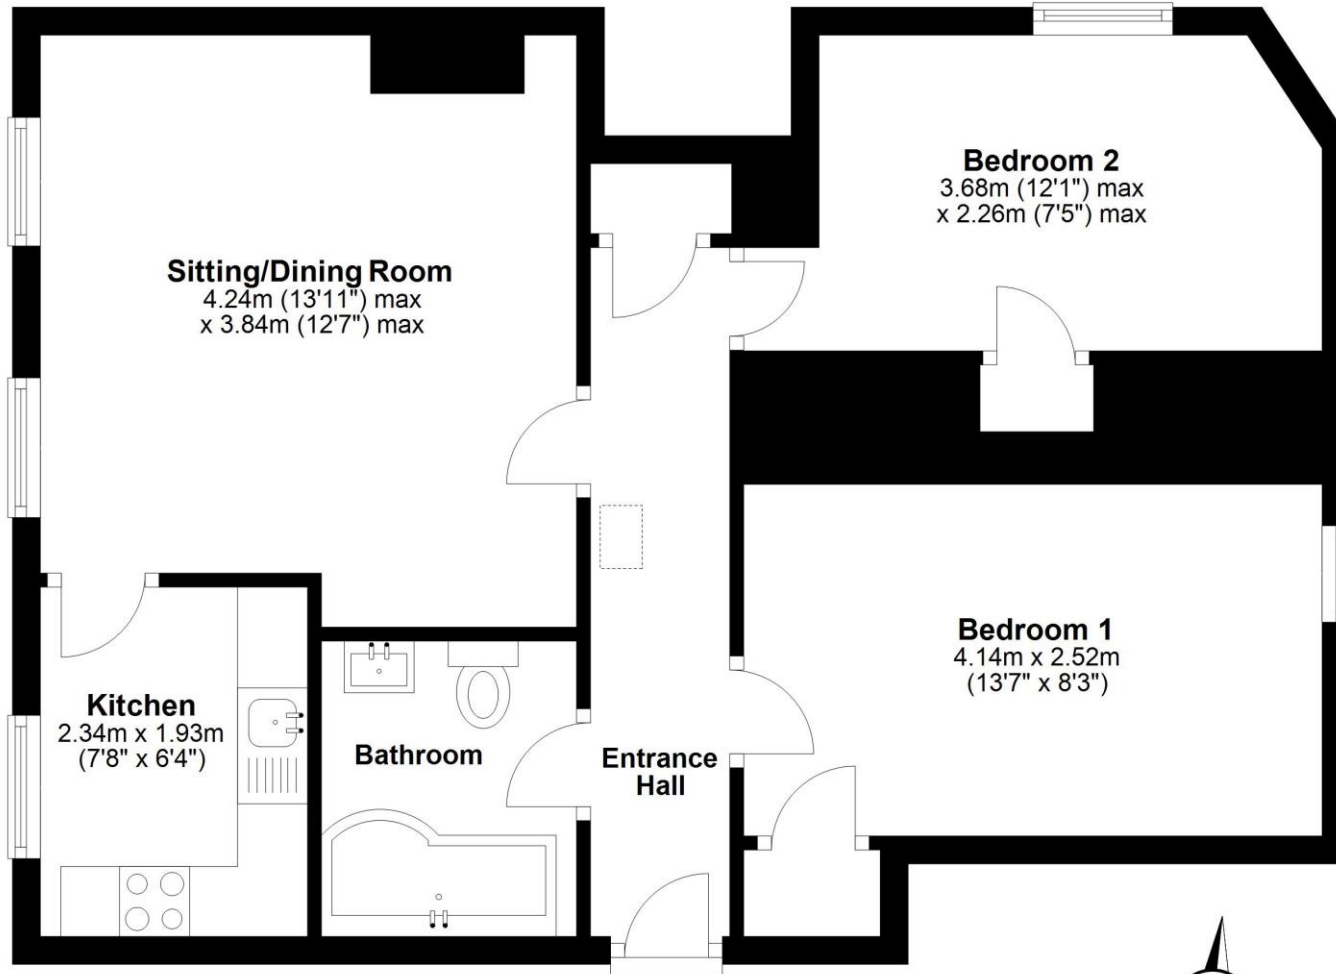 Bedroom 2
3.68m (12'1") max
x 2.26m (7'5") max
Sitting/Dining Room
4.24m (13'11") max
x 3.84m (12'7") max
Bedroom 1
4.14m x 2.52m
(13'7" x 8'3")
Kitchen
2.34m x 1.93m
(7'8" x 6'4")
Bathroom
Entrance
Hall